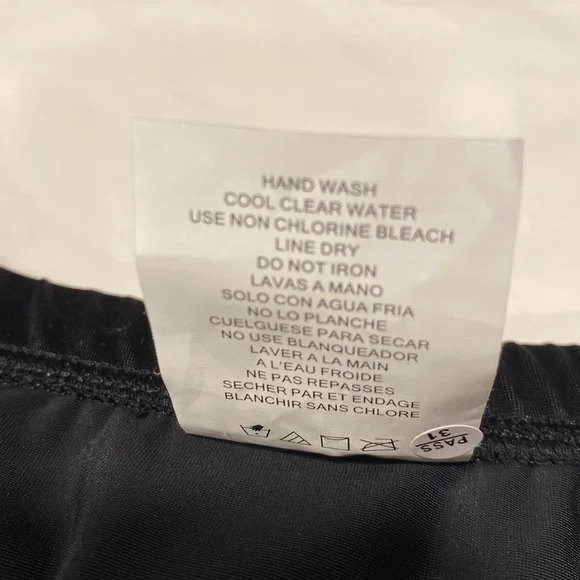 HAND WASH
COOL CLEAR WATER
USE NON CHLORINE BLEACH
LINE DRY
DO NOT IRON
LAVAS A MANO
SOLO CON AGUA FRIA
NO LO PLANCHE
CUELGUESE PARA SECAR
NO USE BLANQUEADOR
LAVER A LA MAIN
A L'EAU FROIDE
NE PAS REPASSES
SECHER PAR ET ENDAGE
BLANCHIR SANS CHLORE
PASS
31